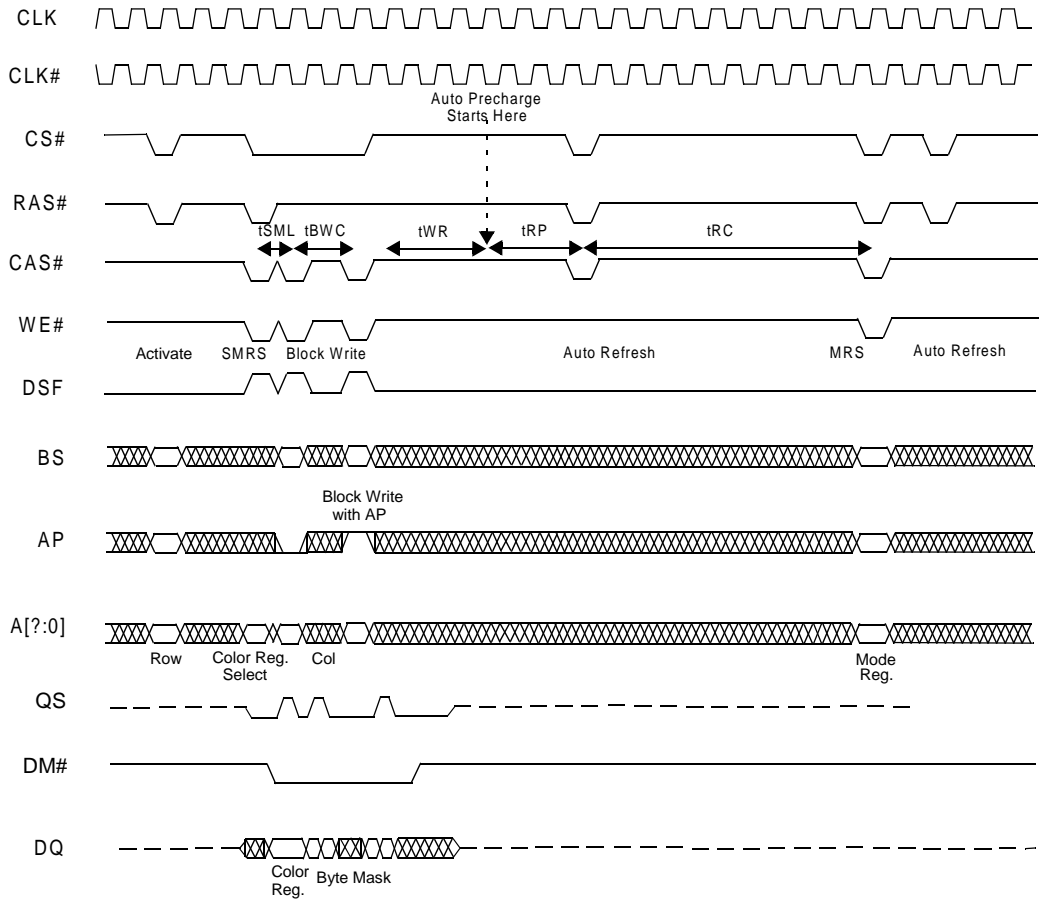 CLK
CLK#
Auto Precharge
Starts Here
CS#
RAS#
tSML tBWC tWR tRP tRC
CAS#
WE#
Activate SMRS Block Write Auto Refresh MRS Auto Refresh
DSF
BS
Block Write
with AP
AP
A[?:0]
Row Color Reg. Col Mode
Select Reg.
QS
DM#
DQ
Color Byte Mask
Reg.